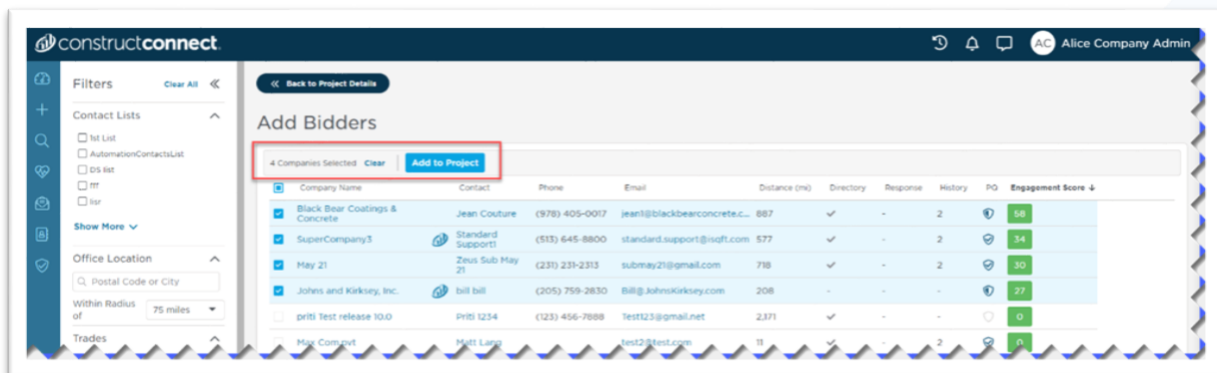 constructconnect.
AC Alice Company Admin
Filters Clear All
Contact Lists
1st List
AutomationContactsList
DS list
fff
Show More
Office Location
Postal Code or City
Within Radius of 75 miles
Trades
Back to Project Details
Add Bidders
4 Companies Selected Clear Add to Project
Company Name Contact Phone Email Distance (mi) Directory Response History PQ Engagement Score ↓
Black Bear Coatings & Concrete Jean Couture (978) 405-0017 jean1@blackbearconcrete.c... 887 ✓ - 2 58
SuperCompany3 Standard Support1 (513) 645-8800 standard.support@isqft.com 577 ✓ - 2 34
May 21 Zeus Sub May 21 (231) 231-2313 submay21@gmail.com 718 ✓ - 2 30
Johns and Kirksey, Inc. bill bill (205) 759-2830 Bill@JohnsKirksey.com 208 - - - 27
priti Test release 10.0 Priti 1234 (123) 456-7888 Test123@gmail.net 2,171 ✓ - - 0
Max Com.pvt Matt Lang test2@test.com 11 ✓ - 2 0